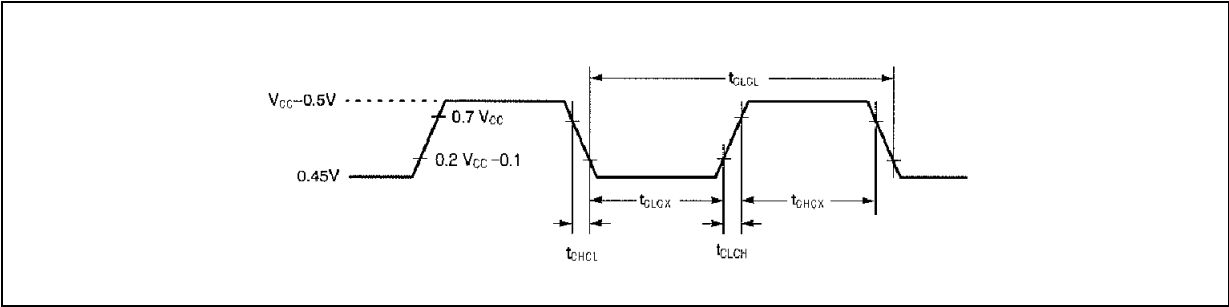 tCLCL
VCC–0.5V
0.7 VCC
0.2 VCC –0.1
0.45V
tCLCX
tCHCX
tCHCL
tCLCH